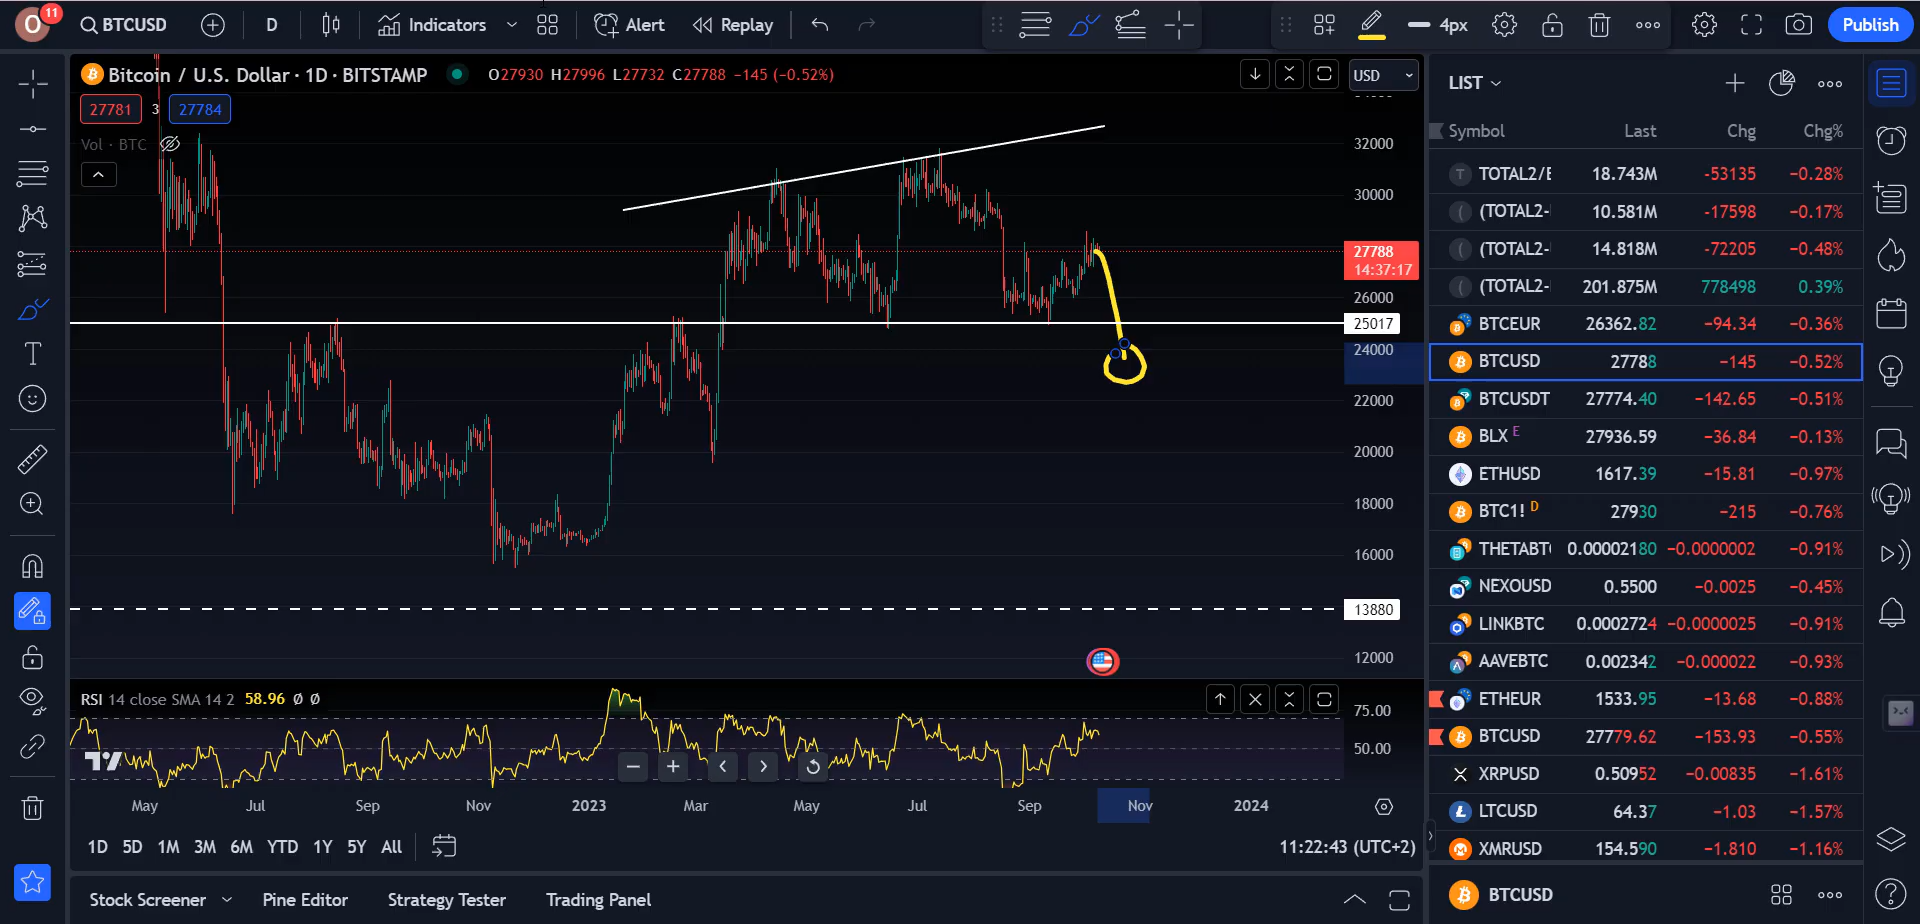 O 11 BTCUSD D Indicators Alert Replay 4px Publish
Bitcoin / U.S. Dollar · 1D · BITSTAMP O27930 H27996 L27732 C27788 −145 (−0.52%) USD
27781 3 27784
Vol · BTC
32000
30000
27788
14:37:17
26000
25017
24000
22000
20000
18000
16000
13880
12000
RSI 14 close SMA 14 2 58.96 Ø Ø
75.00
50.00
May Jul Sep Nov 2023 Mar May Jul Sep Nov 2024
1D 5D 1M 3M 6M YTD 1Y 5Y All 11:22:43 (UTC+2)
Stock Screener Pine Editor Strategy Tester Trading Panel
LIST
Symbol Last Chg Chg%
TOTAL2/E 18.743M -53135 −0.28%
(TOTAL2- 10.581M -17598 −0.17%
(TOTAL2- 14.818M -72205 −0.48%
(TOTAL2- 201.875M 778498 0.39%
BTCEUR 26362.82 −94.34 −0.36%
BTCUSD 27788 −145 −0.52%
BTCUSDT 27774.40 −142.65 −0.51%
BLX E 27936.59 −36.84 −0.13%
ETHUSD 1617.39 −15.81 −0.97%
BTC1! D 27930 −215 −0.76%
THETABT 0.00002180 −0.0000002 −0.91%
NEXOUSD 0.5500 −0.0025 −0.45%
LINKBTC 0.0002724 −0.0000025 −0.91%
AAVEBTC 0.002342 −0.000022 −0.93%
ETHEUR 1533.95 −13.68 −0.88%
BTCUSD 27779.62 −153.93 −0.55%
XRPUSD 0.50952 −0.00835 −1.61%
LTCUSD 64.37 −1.03 −1.57%
XMRUSD 154.590 −1.810 −1.16%
BTCUSD